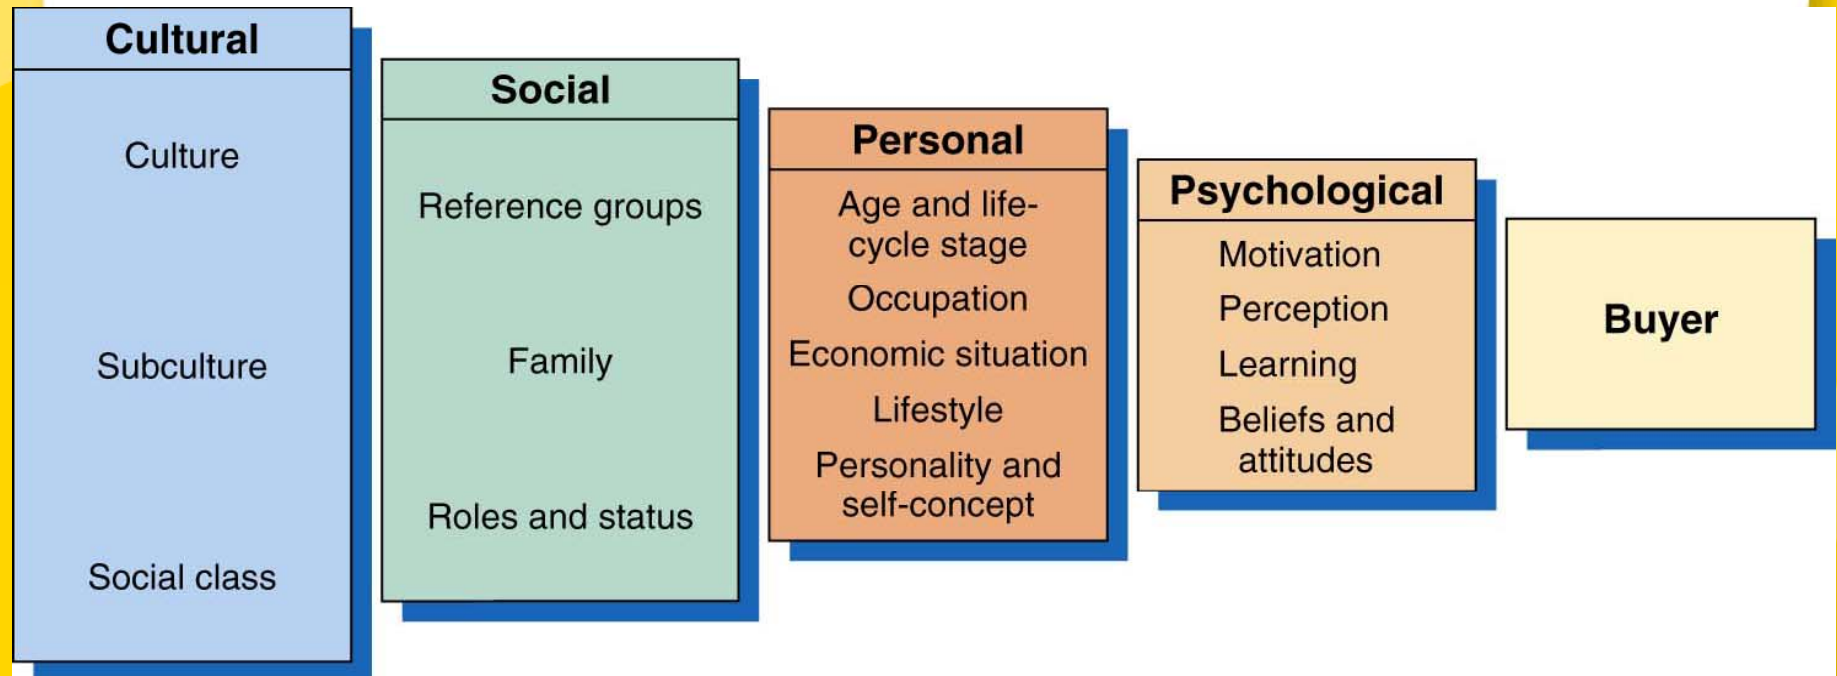 Cultural
Culture
Subculture
Social class
Social
Reference groups
Family
Roles and status
Personal
Age and life-
cycle stage
Occupation
Economic situation
Lifestyle
Personality and
self-concept
Psychological
Motivation
Perception
Learning
Beliefs and
attitudes
Buyer